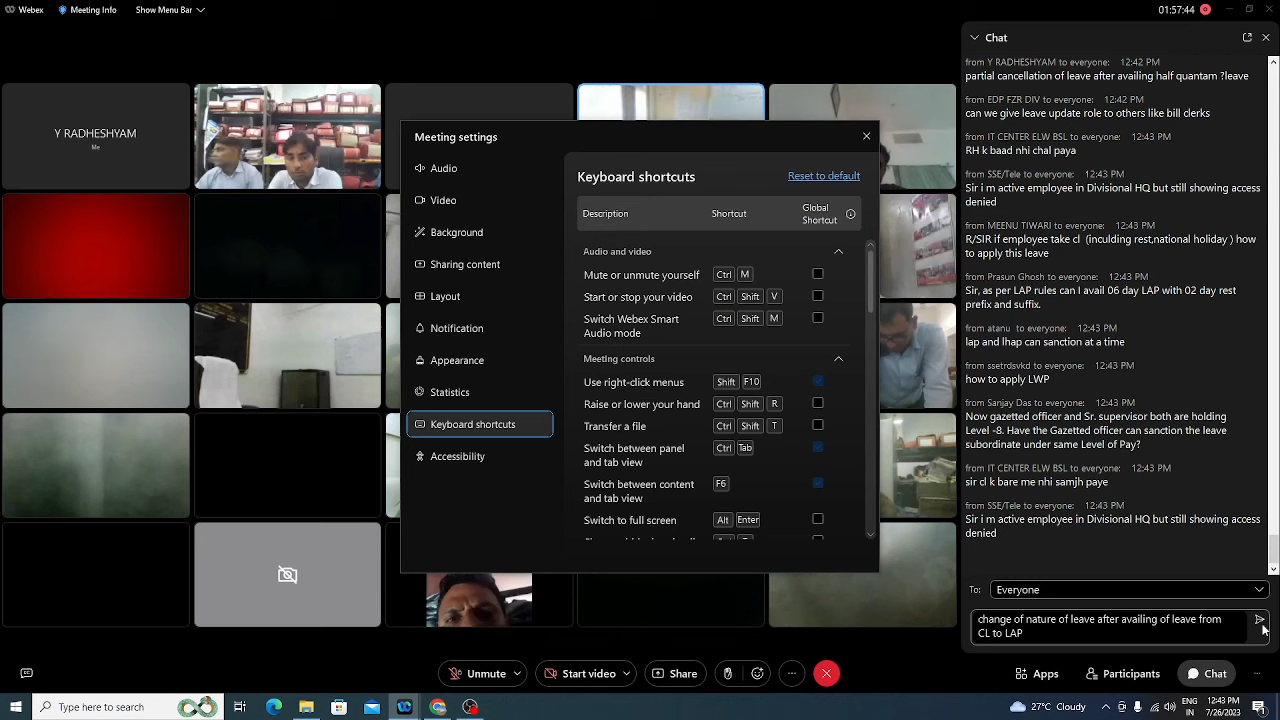 Webex
Meeting Info
Show Menu Bar
01:57:44
Chat
from Y RADHESHYAM to everyone: 12:42 PM
partial cancellation of leave after availing half quantam ?leave
from EDP FZR DIV to everyone: 12:42 PM
can we give leave update role to others like bill clerks
from IT CENTER ELW BSL to everyone: 12:43 PM
RH k baad nhi chal paya
from SSE/Tele to everyone: 12:43 PM
Sir i m active employee in Divisional HQ but still showing access
denied
from MEENU TIWARI to everyone: 12:43 PM
R/SIR if employee take cl (inculding rest,national holiday ) how
to apply this leave
from Prasun Ghosh to everyone: 12:43 PM
Sir, as per LAP rules can I avail 06 day LAP with 02 day rest
prefix and suffix.
from atanu to everyone: 12:43 PM
lap and lhap can sanction at a time
from ssetrdsvkd to everyone: 12:43 PM
how to apply LWP
from Sanjay Das to everyone: 12:43 PM
Now gazetted officer and Sr. supervisor both are holding
Level -8. Have the Gazetted officer can sanction the leave
subordinate under same Level of Pay?
from IT CENTER ELW BSL to everyone: 12:43 PM
sir cl k bare me nhi samjh paye
from SSE/Tele to everyone: 12:43 PM
Sir i m active employee in Divisional HQ but still showing access
denied
To: Everyone
change of nature of leave after availing of leave from
CL to LAP
Y RADHESHYAM
Me
Meeting settings
Audio
Video
Background
Sharing content
Layout
Notification
Appearance
Statistics
Keyboard shortcuts
Accessibility
Keyboard shortcuts
Reset to default
Description Shortcut Global
Shortcut
Audio and video
Mute or unmute yourself Ctrl M
Start or stop your video Ctrl Shift V
Switch Webex Smart
Audio mode Ctrl Shift M
Meeting controls
Use right-click menus Shift F10
Raise or lower your hand Ctrl Shift R
Transfer a file Ctrl Shift T
Switch between panel
and tab view Ctrl Tab
Switch between content
and tab view F6
Switch to full screen Alt Enter
Unmute
Start video
Share
Apps
Participants
Chat
Type here to search
27°C Cloudy
ENG
IN
12:43 PM
7/26/2023